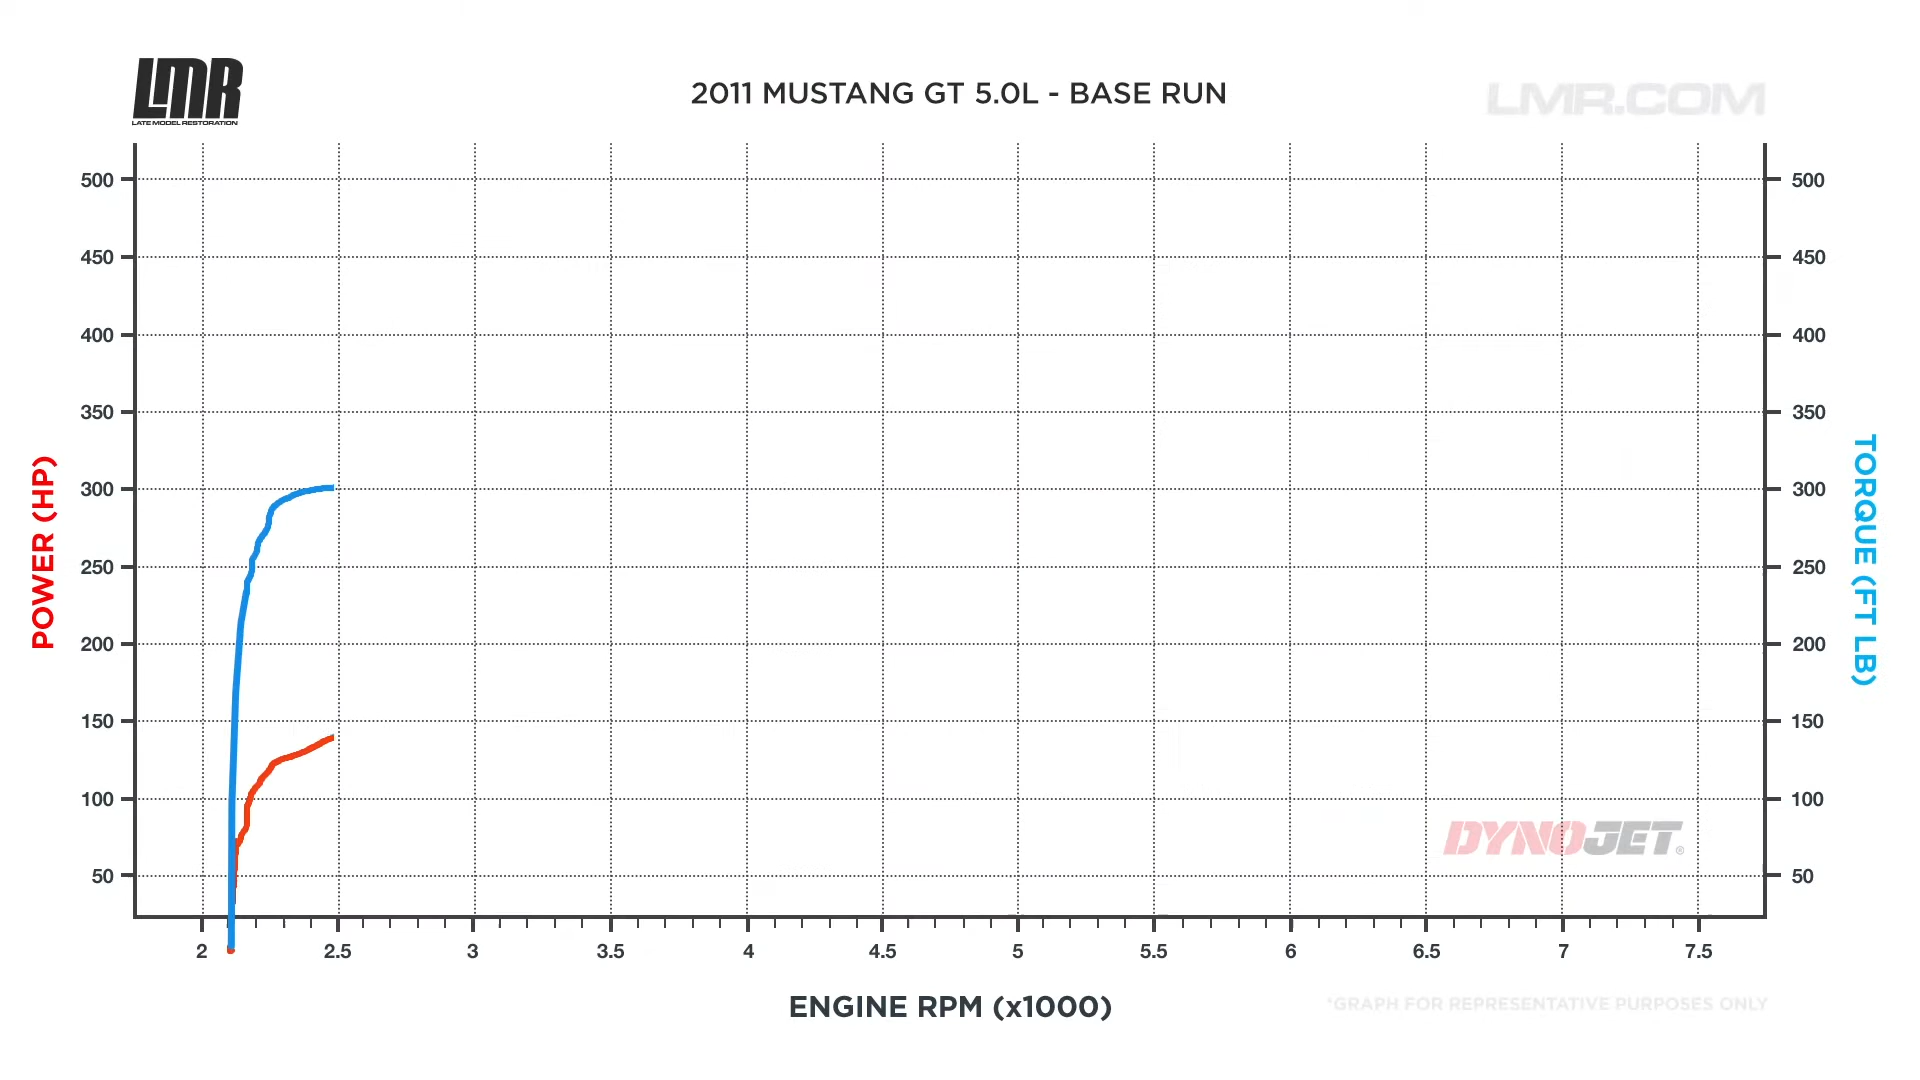 LMR
LATE MODEL RESTORATION
2011 MUSTANG GT 5.0L - BASE RUN
LMR.COM
500
450
400
350
300
250
200
150
100
50
POWER (HP)
500
450
400
350
300
250
200
150
100
50
TORQUE (FT LB)
DYNOJET®
2 2.5 3 3.5 4 4.5 5 5.5 6 6.5 7 7.5
ENGINE RPM (x1000)
*GRAPH FOR REPRESENTATIVE PURPOSES ONLY